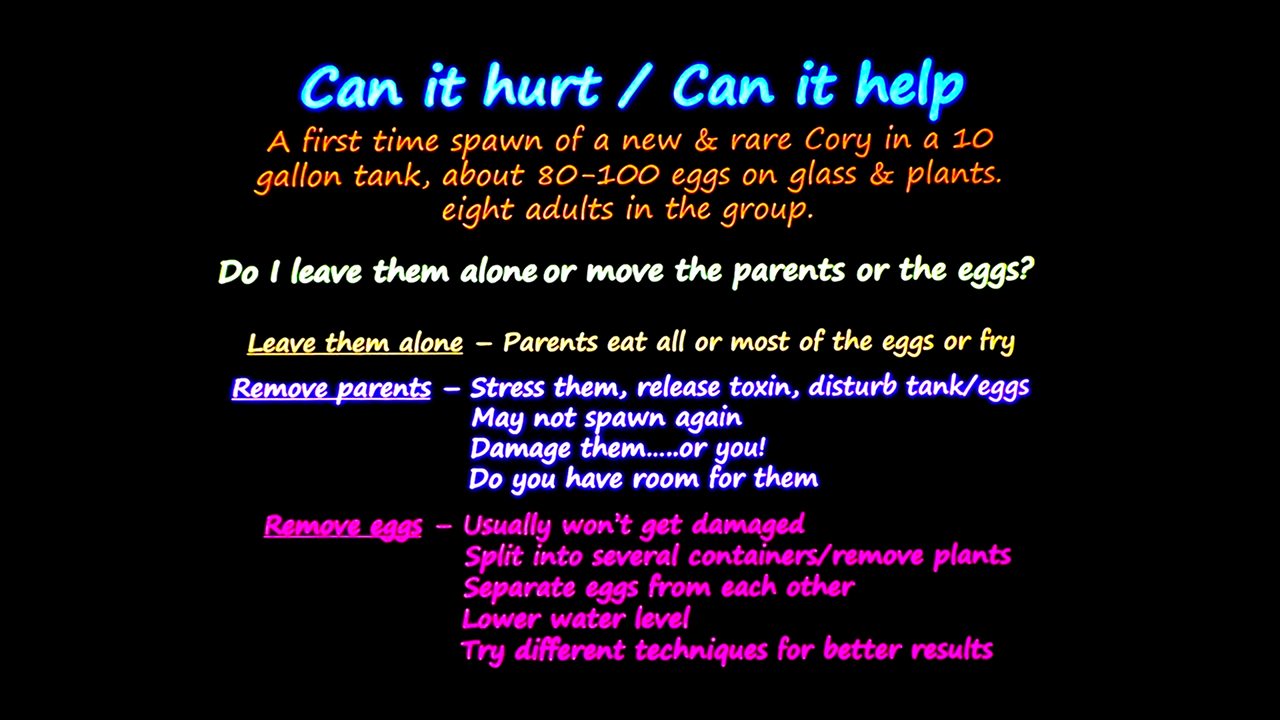 Can it hurt / Can it help
A first time spawn of a new & rare Cory in a 10
gallon tank, about 80-100 eggs on glass & plants.
eight adults in the group.
Do I leave them alone or move the parents or the eggs?
Leave them alone – Parents eat all or most of the eggs or fry
Remove parents – Stress them, release toxin, disturb tank/eggs
May not spawn again
Damage them.....or you!
Do you have room for them
Remove eggs – Usually won't get damaged
Split into several containers/remove plants
Separate eggs from each other
Lower water level
Try different techniques for better results